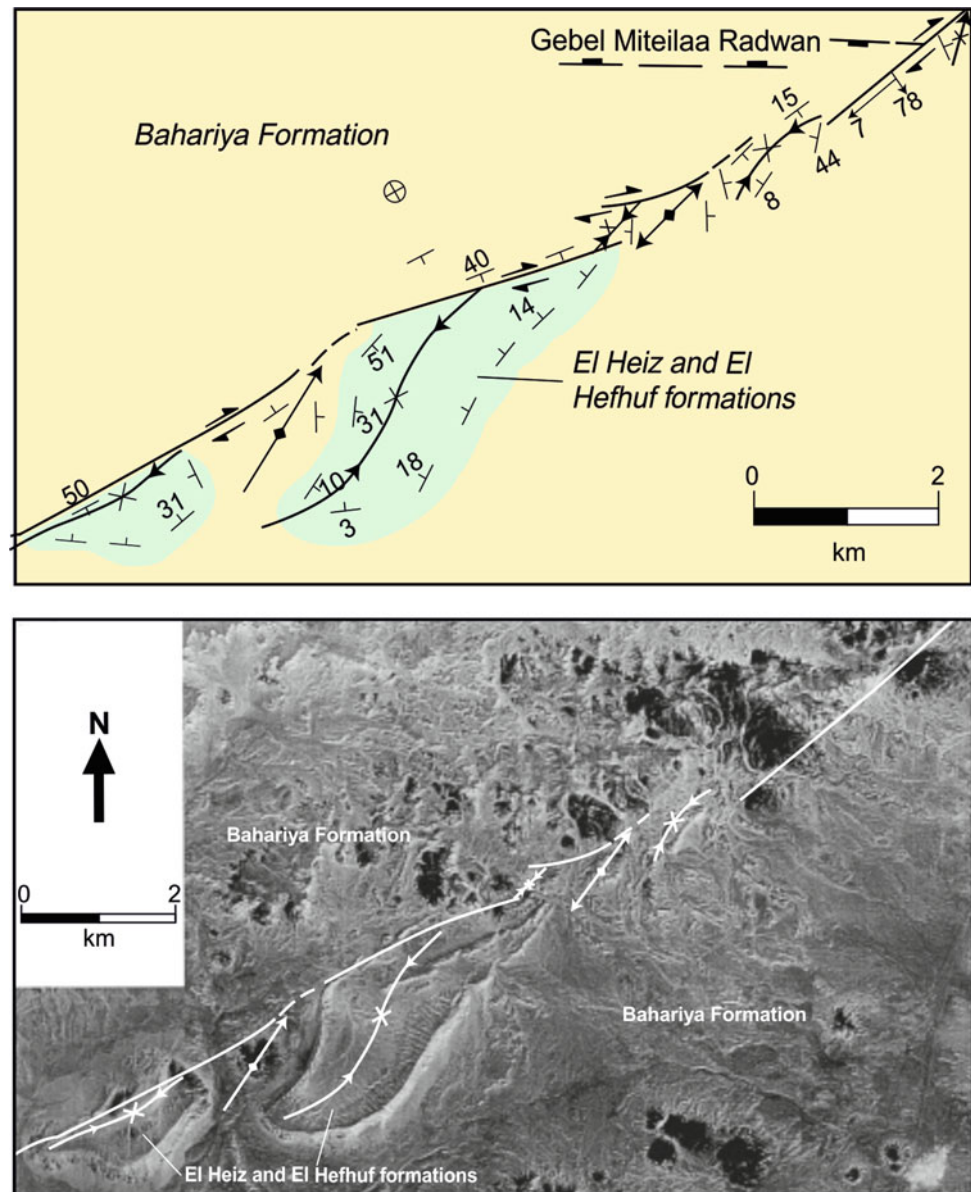 Gebel Miteilaa Radwan
Bahariya Formation
15
78
7
44
8
40
14
51
El Heiz and El
Hefhuf formations
31
18
10
3
50
31
0 2
km
N
0 2
km
Bahariya Formation
Bahariya Formation
El Heiz and El Hefhuf formations